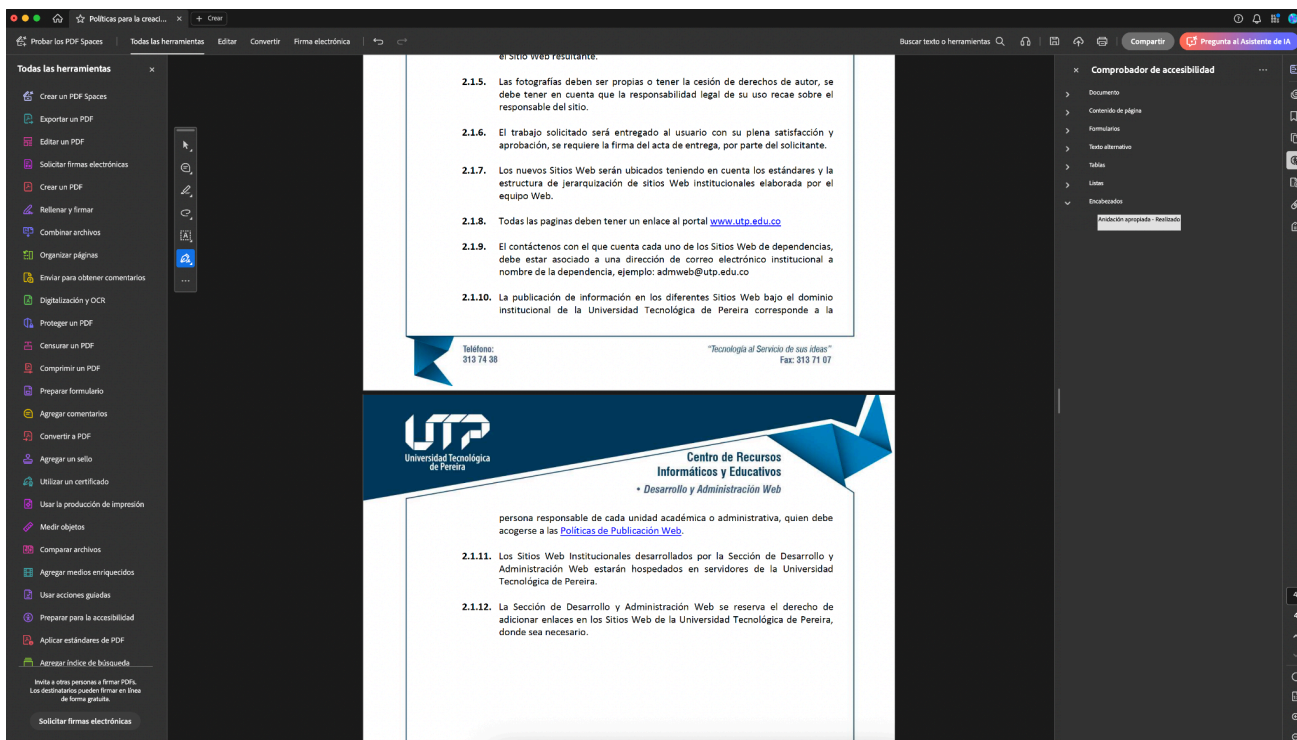 Políticas para la creaci...
+ Crear
Probar los PDF Spaces
Todas las herramientas
Editar
Convertir
Firma electrónica
Buscar texto o herramientas
Compartir
Pregunta al Asistente de IA
Todas las herramientas
Crear un PDF Spaces
Exportar un PDF
Editar un PDF
Solicitar firmas electrónicas
Crear un PDF
Rellenar y firmar
Combinar archivos
Organizar páginas
Enviar para obtener comentarios
Digitalización y OCR
Proteger un PDF
Censurar un PDF
Comprimir un PDF
Preparar formulario
Agregar comentarios
Convertir a PDF
Agregar un sello
Utilizar un certificado
Usar la producción de impresión
Medir objetos
Comparar archivos
Agregar medios enriquecidos
Usar acciones guiadas
Preparar para la accesibilidad
Aplicar estándares de PDF
Agregar índice de búsqueda
Invita a otras personas a firmar PDFs.
Los destinatarios pueden firmar en línea
de forma gratuita.
Solicitar firmas electrónicas
el Sitio Web resultante.
2.1.5. Las fotografías deben ser propias o tener la cesión de derechos de autor, se
debe tener en cuenta que la responsabilidad legal de su uso recae sobre el
responsable del sitio.
2.1.6. El trabajo solicitado será entregado al usuario con su plena satisfacción y
aprobación, se requiere la firma del acta de entrega, por parte del solicitante.
2.1.7. Los nuevos Sitios Web serán ubicados teniendo en cuenta los estándares y la
estructura de jerarquización de sitios Web institucionales elaborada por el
equipo Web.
2.1.8. Todas las paginas deben tener un enlace al portal www.utp.edu.co
2.1.9. El contáctenos con el que cuenta cada uno de los Sitios Web de dependencias,
debe estar asociado a una dirección de correo electrónico institucional a
nombre de la dependencia, ejemplo: admweb@utp.edu.co
2.1.10. La publicación de información en los diferentes Sitios Web bajo el dominio
institucional de la Universidad Tecnológica de Pereira corresponde a la
Teléfono:
313 74 38
"Tecnología al Servicio de sus ideas"
Fax: 313 71 07
UTP
Universidad Tecnológica
de Pereira
Centro de Recursos
Informáticos y Educativos
• Desarrollo y Administración Web
persona responsable de cada unidad académica o administrativa, quien debe
acogerse a las Políticas de Publicación Web.
2.1.11. Los Sitios Web Institucionales desarrollados por la Sección de Desarrollo y
Administración Web estarán hospedados en servidores de la Universidad
Tecnológica de Pereira.
2.1.12. La Sección de Desarrollo y Administración Web se reserva el derecho de
adicionar enlaces en los Sitios Web de la Universidad Tecnológica de Pereira,
donde sea necesario.
Comprobador de accesibilidad
Documento
Contenido de página
Formularios
Texto alternativo
Tablas
Listas
Encabezados
Anidación apropiada - Realizado